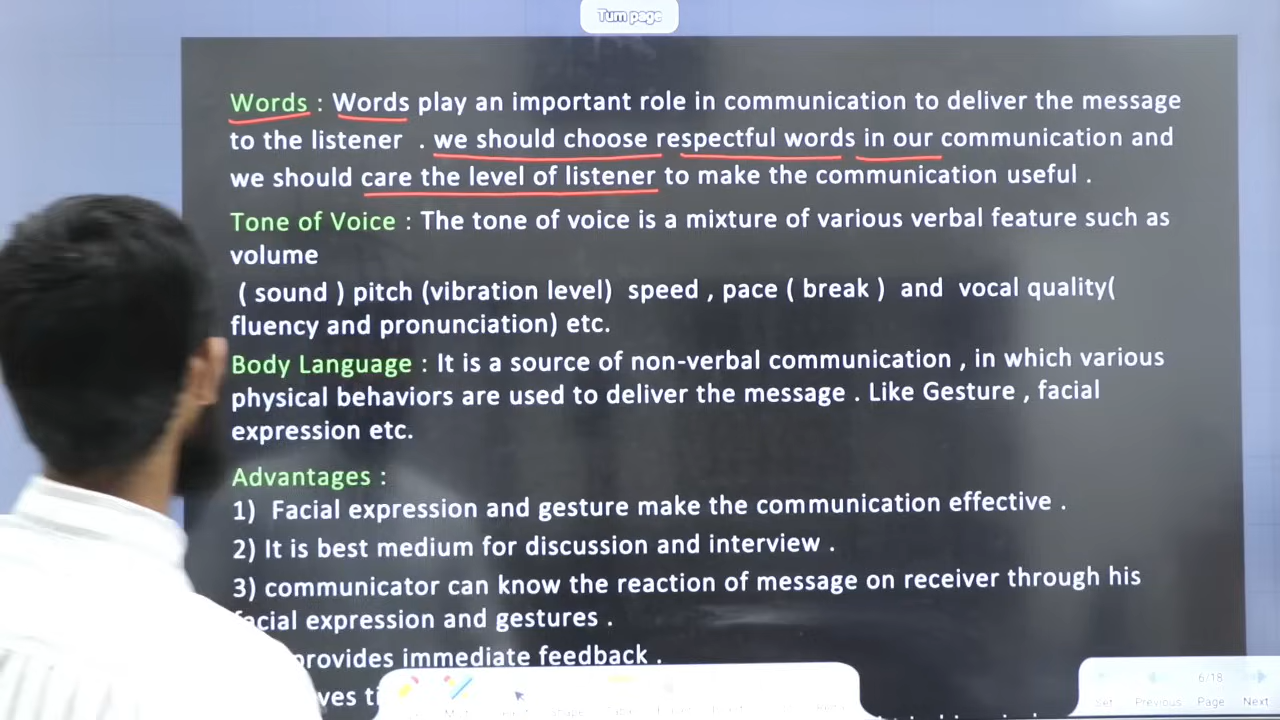 Turn page
Words : Words play an important role in communication to deliver the message
to the listener . we should choose respectful words in our communication and
we should care the level of listener to make the communication useful .
Tone of Voice : The tone of voice is a mixture of various verbal feature such as
volume
( sound ) pitch (vibration level) speed , pace ( break ) and vocal quality(
fluency and pronunciation) etc.
Body Language : It is a source of non-verbal communication , in which various
physical behaviors are used to deliver the message . Like Gesture , facial
expression etc.
Advantages :
1) Facial expression and gesture make the communication effective .
2) It is best medium for discussion and interview .
3) communicator can know the reaction of message on receiver through his
facial expression and gestures .
provides immediate feedback .
6/18
Set Previous Page Next